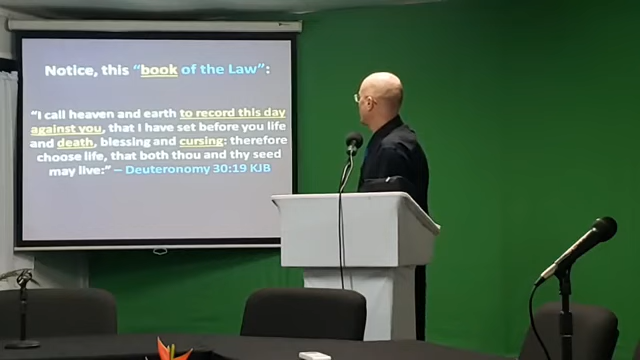 Notice, this “book of the Law”:
“I call heaven and earth to record this day
against you, that I have set before you life
and death, blessing and cursing: therefore
choose life, that both thou and thy seed
may live:” – Deuteronomy 30:19 KJB